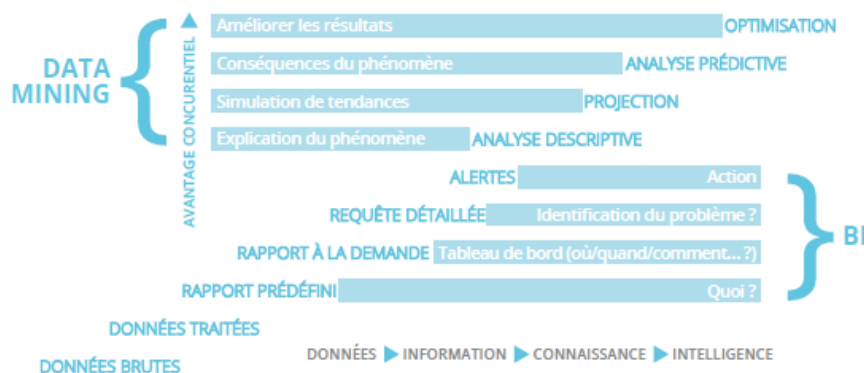 Améliorer les résultats OPTIMISATION
Conséquences du phénomène ANALYSE PRÉDICTIVE
DATA MINING
Simulation de tendances PROJECTION
Explication du phénomène ANALYSE DESCRIPTIVE
AVANTAGE CONCURENTIEL
ALERTES Action
REQUÊTE DÉTAILLÉE Identification du problème ?
BI
RAPPORT À LA DEMANDE Tableau de bord (où/quand/comment... ?)
RAPPORT PRÉDÉFINI Quoi ?
DONNÉES TRAITÉES
DONNÉES BRUTES
DONNÉES INFORMATION CONNAISSANCE INTELLIGENCE